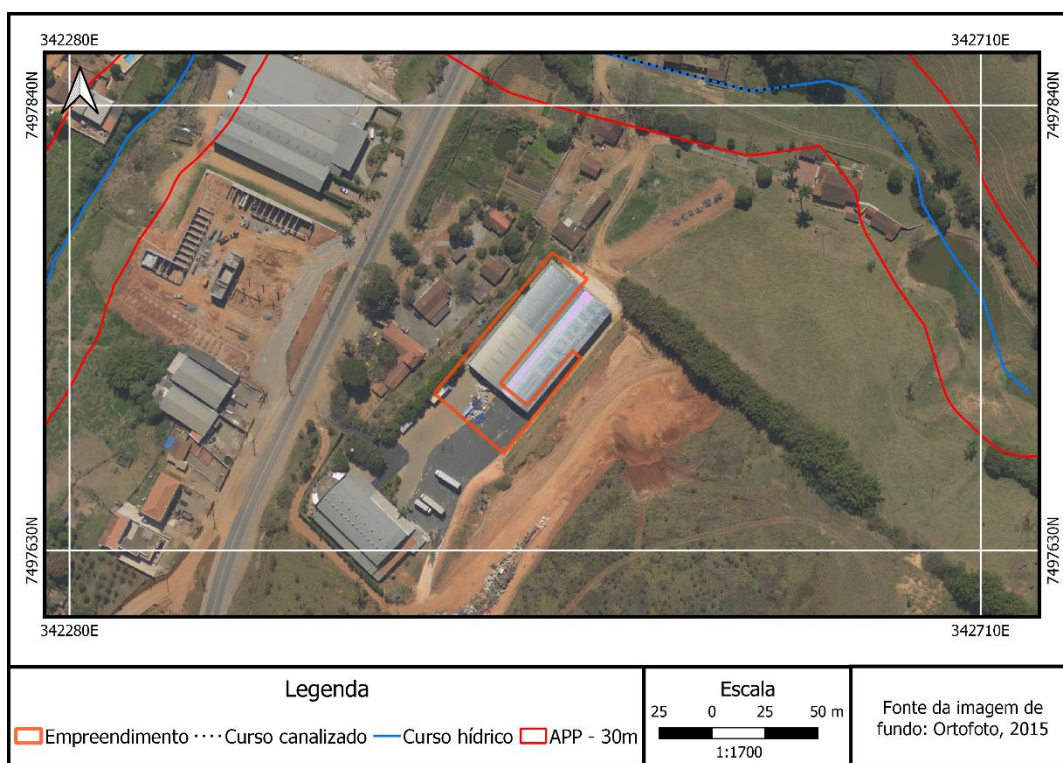 342280E
342710E
7497840N
7497840N
7497630N
7497630N
342280E
342710E
Legenda
Empreendimento Curso canalizado Curso hídrico APP - 30m
Escala
25 0 25 50 m
1:1700
Fonte da imagem de
fundo: Ortofoto, 2015